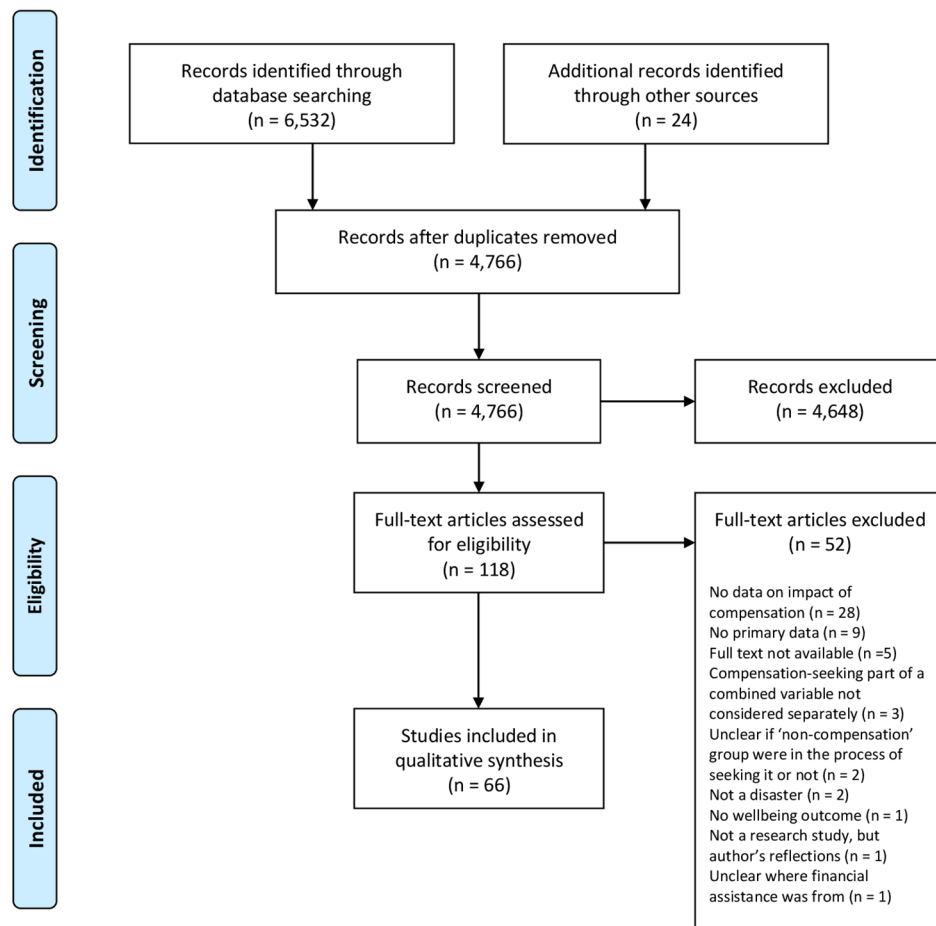 Identification
Records identified through
database searching
(n = 6,532)
Additional records identified
through other sources
(n = 24)
Records after duplicates removed
(n = 4,766)
Screening
Records screened
(n = 4,766)
Records excluded
(n = 4,648)
Eligibility
Full-text articles assessed
for eligibility
(n = 118)
Full-text articles excluded
(n = 52)
No data on impact of
compensation (n = 28)
No primary data (n = 9)
Full text not available (n =5)
Compensation-seeking part of a
combined variable not
considered separately (n = 3)
Unclear if ‘non-compensation’
group were in the process of
seeking it or not (n = 2)
Not a disaster (n = 2)
No wellbeing outcome (n = 1)
Not a research study, but
author’s reflections (n = 1)
Unclear where financial
assistance was from (n = 1)
Included
Studies included in
qualitative synthesis
(n = 66)